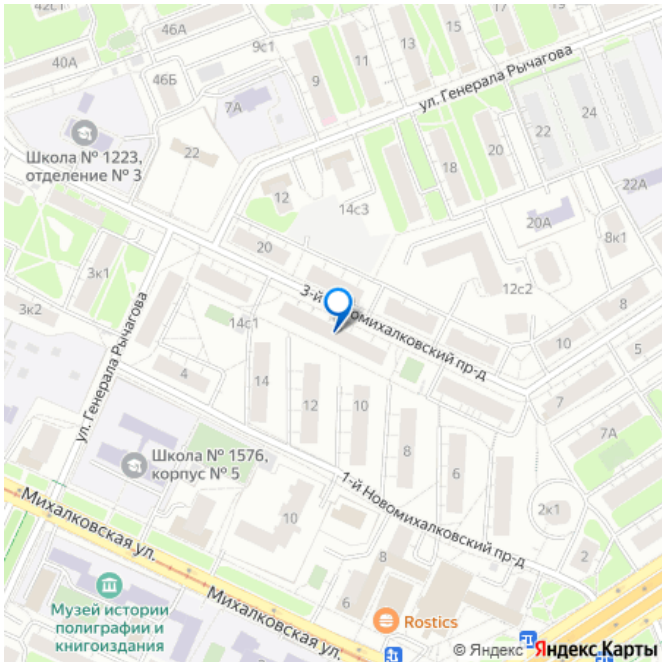 42с1
19
9с1
13
15
40А
11
46Б
9
ул. Генерала Рычагова
7А
24
22
Школа № 1223,
отделение № 3
22
20
18
12
14с3
22А
20А
8к1
20
3к1
12с2
3-й Новомихалковский пр-д
8
3к2
14с1
10
5
ул. Генерала Рычагова
4
14
12
10
7
8
7А
Школа № 1576,
корпус № 5
6
1-й Новомихалковский пр-д
2к1
Михалковская ул.
10
8
2
Музей истории
полиграфии и
книгоиздания
6
Михалковская ул.
Rostics
© Яндекс Яндекс Карты